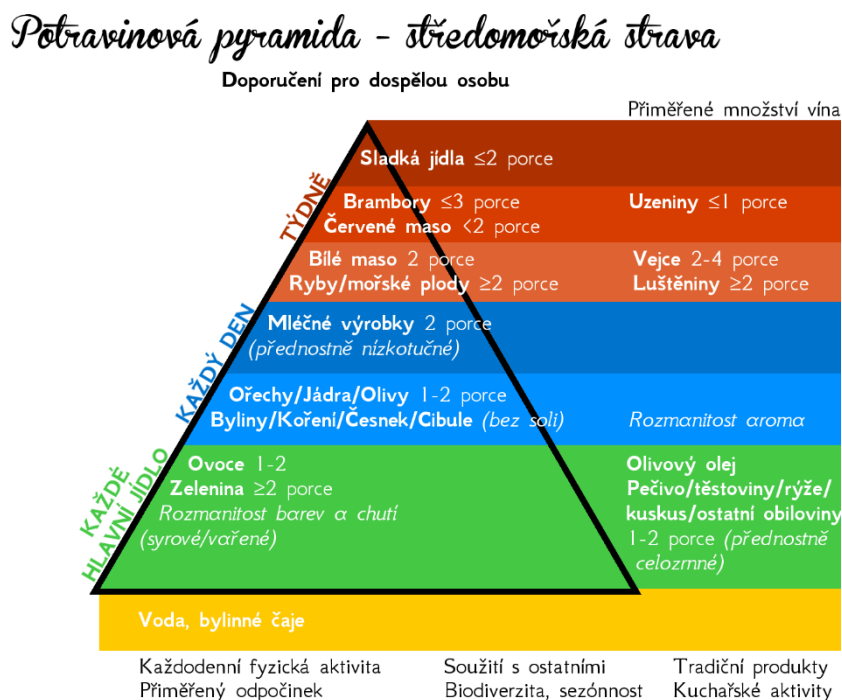 Potravinová pyramida - středomořská strava
Doporučení pro dospělou osobu
Přiměřené množství vína
TÝDNĚ
Sladká jídla ≤2 porce
Brambory ≤3 porce
Červené maso <2 porce
Uzeniny ≤1 porce
Bílé maso 2 porce
Ryby/mořské plody ≥2 porce
Vejce 2-4 porce
Luštěniny ≥2 porce
KAŽDÝ DEN
Mléčné výrobky 2 porce
(přednostně nízkotučné)
Ořechy/Jádra/Olivy 1-2 porce
Byliny/Koření/Česnek/Cibule (bez soli)
Rozmanitost aroma
KAŽDÉ
HLAVNÍ JÍDLO
Ovoce 1-2
Zelenina ≥2 porce
Rozmanitost barev a chutí
(syrové/vařené)
Olivový olej
Pečivo/těstoviny/rýže/
kuskus/ostatní obiloviny
1-2 porce (přednostně
celozrnné)
Voda, bylinné čaje
Každodenní fyzická aktivita
Přiměřený odpočinek
Soužití s ostatními
Biodiverzita, sezónnost
Tradiční produkty
Kuchařské aktivity